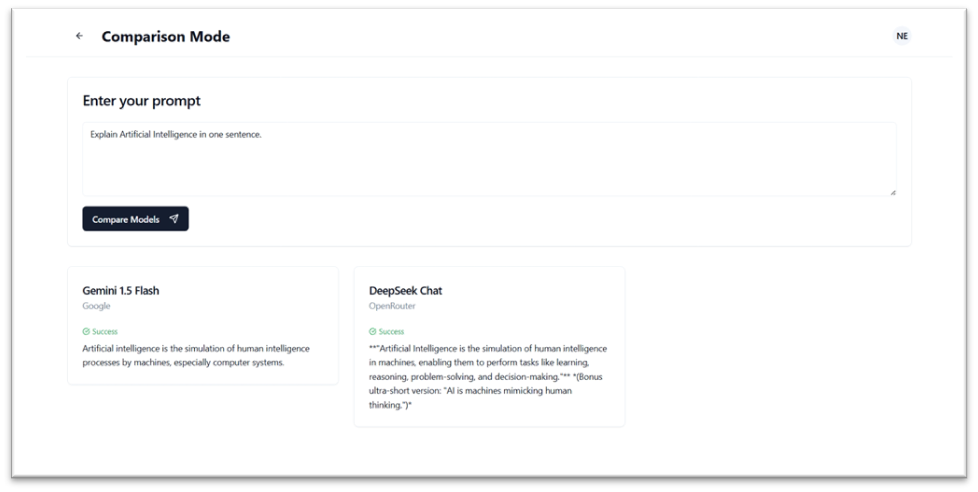 Comparison Mode
NE
Enter your prompt
Explain Artificial Intelligence in one sentence.
Compare Models
Gemini 1.5 Flash
Google
Success
Artificial intelligence is the simulation of human intelligence
processes by machines, especially computer systems.
DeepSeek Chat
OpenRouter
Success
**"Artificial Intelligence is the simulation of human intelligence
in machines, enabling them to perform tasks like learning,
reasoning, problem-solving, and decision-making."** *(Bonus
ultra-short version: "AI is machines mimicking human
thinking.")*